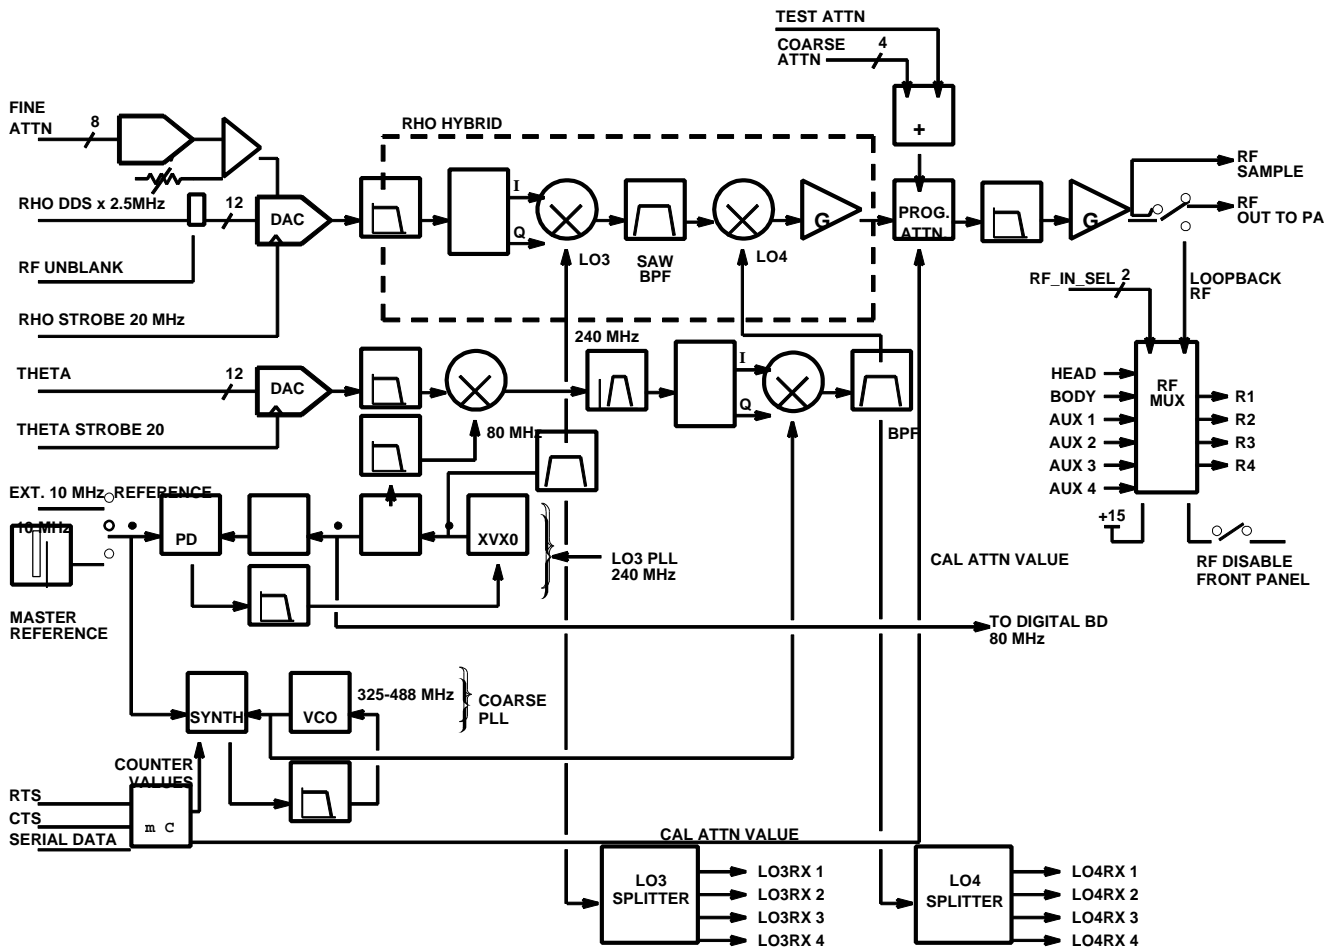 TEST ATTN
COARSE
ATTN
4
FINE
ATTN
8
RHO HYBRID
+
RF
SAMPLE
RHO DDS x 2.5MHz
12
DAC
I
Q
G
PROG.
ATTN
G
RF
OUT TO PA
RF UNBLANK
LO3
SAW
BPF
LO4
RF_IN_SEL
2
LOOPBACK
RF
RHO STROBE 20 MHz
240 MHz
THETA
12
DAC
I
Q
HEAD
BODY
AUX 1
AUX 2
AUX 3
AUX 4
RF
MUX
R1
R2
R3
R4
THETA STROBE 20
80 MHz
BPF
EXT. 10 MHz REFERENCE
10 MHz
PD
XVX0
LO3 PLL
240 MHz
CAL ATTN VALUE
+15
RF DISABLE
FRONT PANEL
MASTER
REFERENCE
TO DIGITAL BD
80 MHz
SYNTH
VCO
325-488 MHz
COARSE
PLL
COUNTER
VALUES
RTS
CTS
SERIAL DATA
m C
CAL ATTN VALUE
LO3
SPLITTER
LO3RX 1
LO3RX 2
LO3RX 3
LO3RX 4
LO4
SPLITTER
LO4RX 1
LO4RX 2
LO4RX 3
LO4RX 4